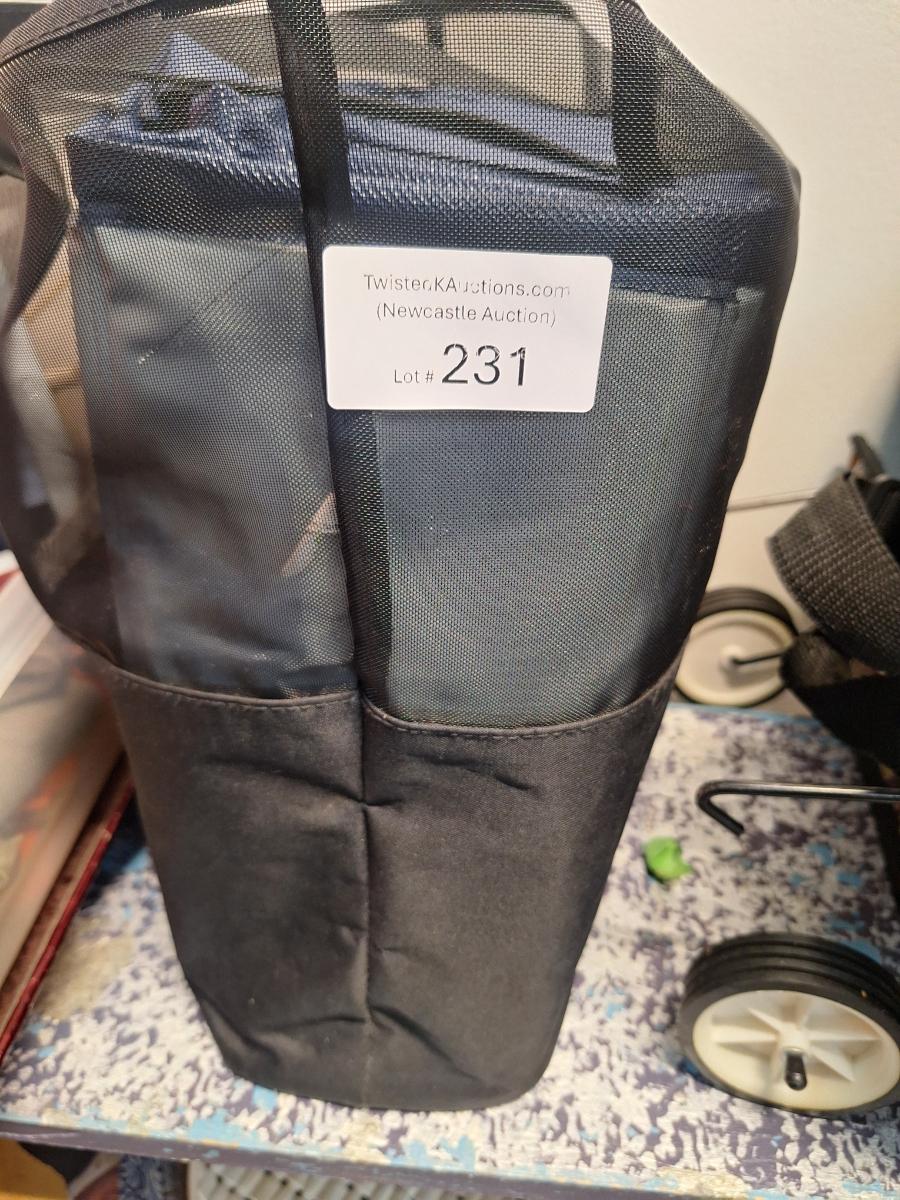 TwistedKAuctions.com
(Newcastle Auction)
Lot # 231